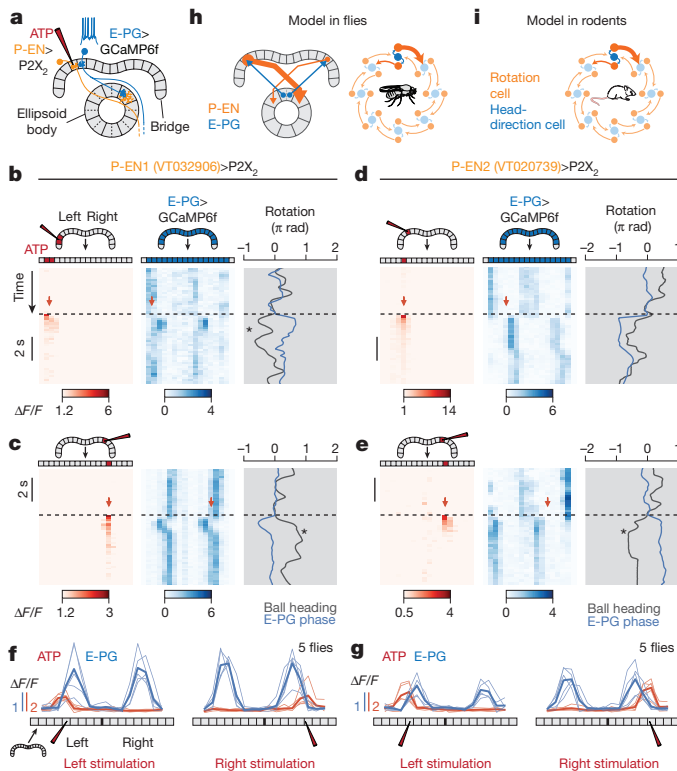 a
ATP
E-PG>
GCaMP6f
P-EN>
P2X2
Ellipsoid
body
Bridge
h
Model in flies
P-EN
E-PG
i
Model in rodents
Rotation
cell
Head-
direction cell
P-EN1 (VT032906)>P2X2
P-EN2 (VT020739)>P2X2
b
Left Right
ATP
E-PG>
GCaMP6f
Rotation
(π rad)
−1 0 1 2
Time
2 s
*
ΔF/F
1.2 6
0 4
d
E-PG>
GCaMP6f
Rotation
(π rad)
−2 −1 0 1
1 14
0 6
c
−1 0 1 2
2 s
*
ΔF/F
1.2 3
0 6
Ball heading
E-PG phase
e
−2 −1 0 1
*
0.5 4
0 4
Ball heading
E-PG phase
f
ATP E-PG
5 flies
ΔF/F
1 2
Left Right
Left stimulation
Right stimulation
g
ATP E-PG
5 flies
ΔF/F
1 2
Left Right
Left stimulation
Right stimulation